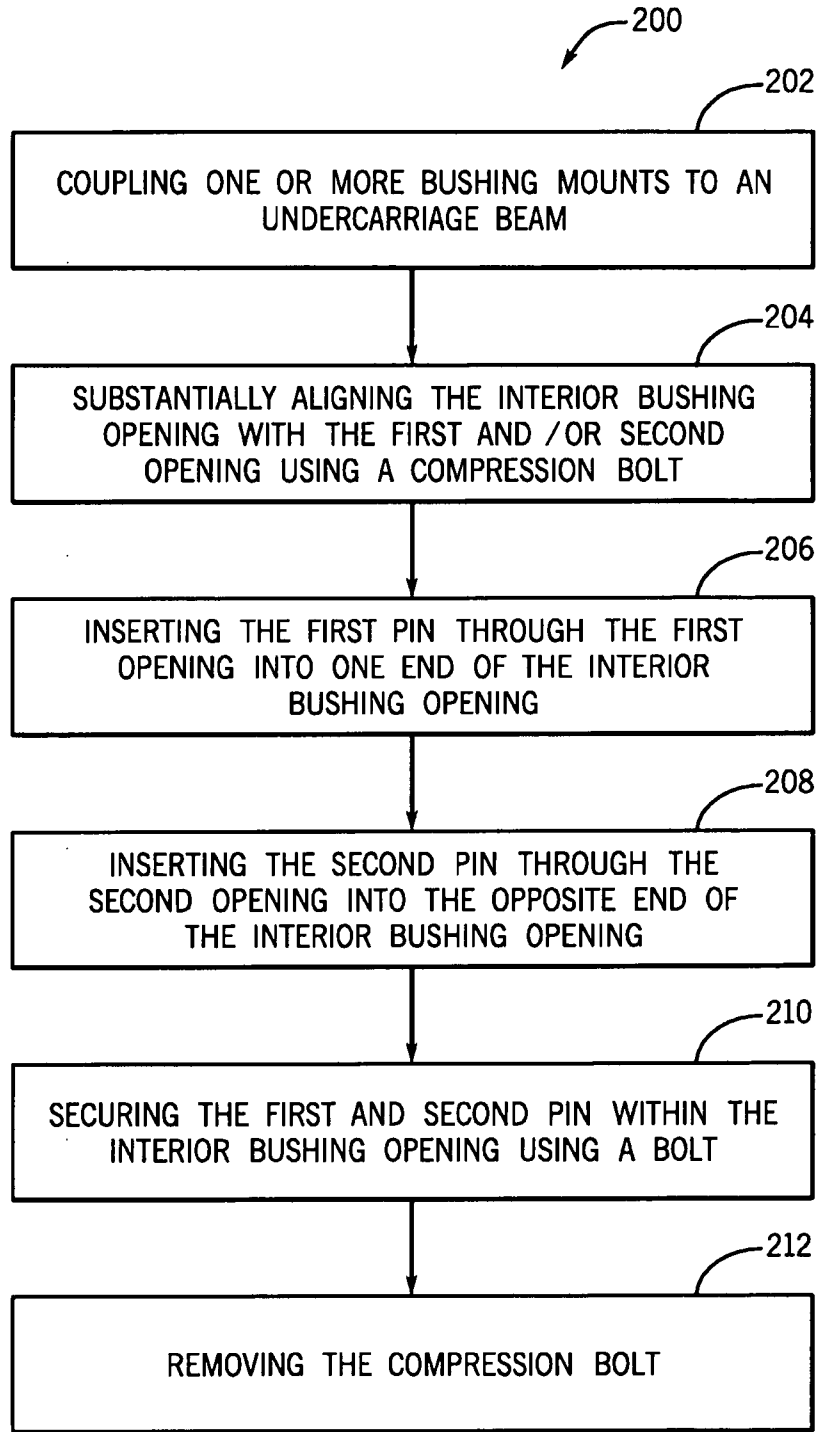 200
202
COUPLING ONE OR MORE BUSHING MOUNTS TO AN
UNDERCARRIAGE BEAM
204
SUBSTANTIALLY ALIGNING THE INTERIOR BUSHING
OPENING WITH THE FIRST AND /OR SECOND
OPENING USING A COMPRESSION BOLT
206
INSERTING THE FIRST PIN THROUGH THE FIRST
OPENING INTO ONE END OF THE INTERIOR
BUSHING OPENING
208
INSERTING THE SECOND PIN THROUGH THE
SECOND OPENING INTO THE OPPOSITE END OF
THE INTERIOR BUSHING OPENING
210
SECURING THE FIRST AND SECOND PIN WITHIN THE
INTERIOR BUSHING OPENING USING A BOLT
212
REMOVING THE COMPRESSION BOLT